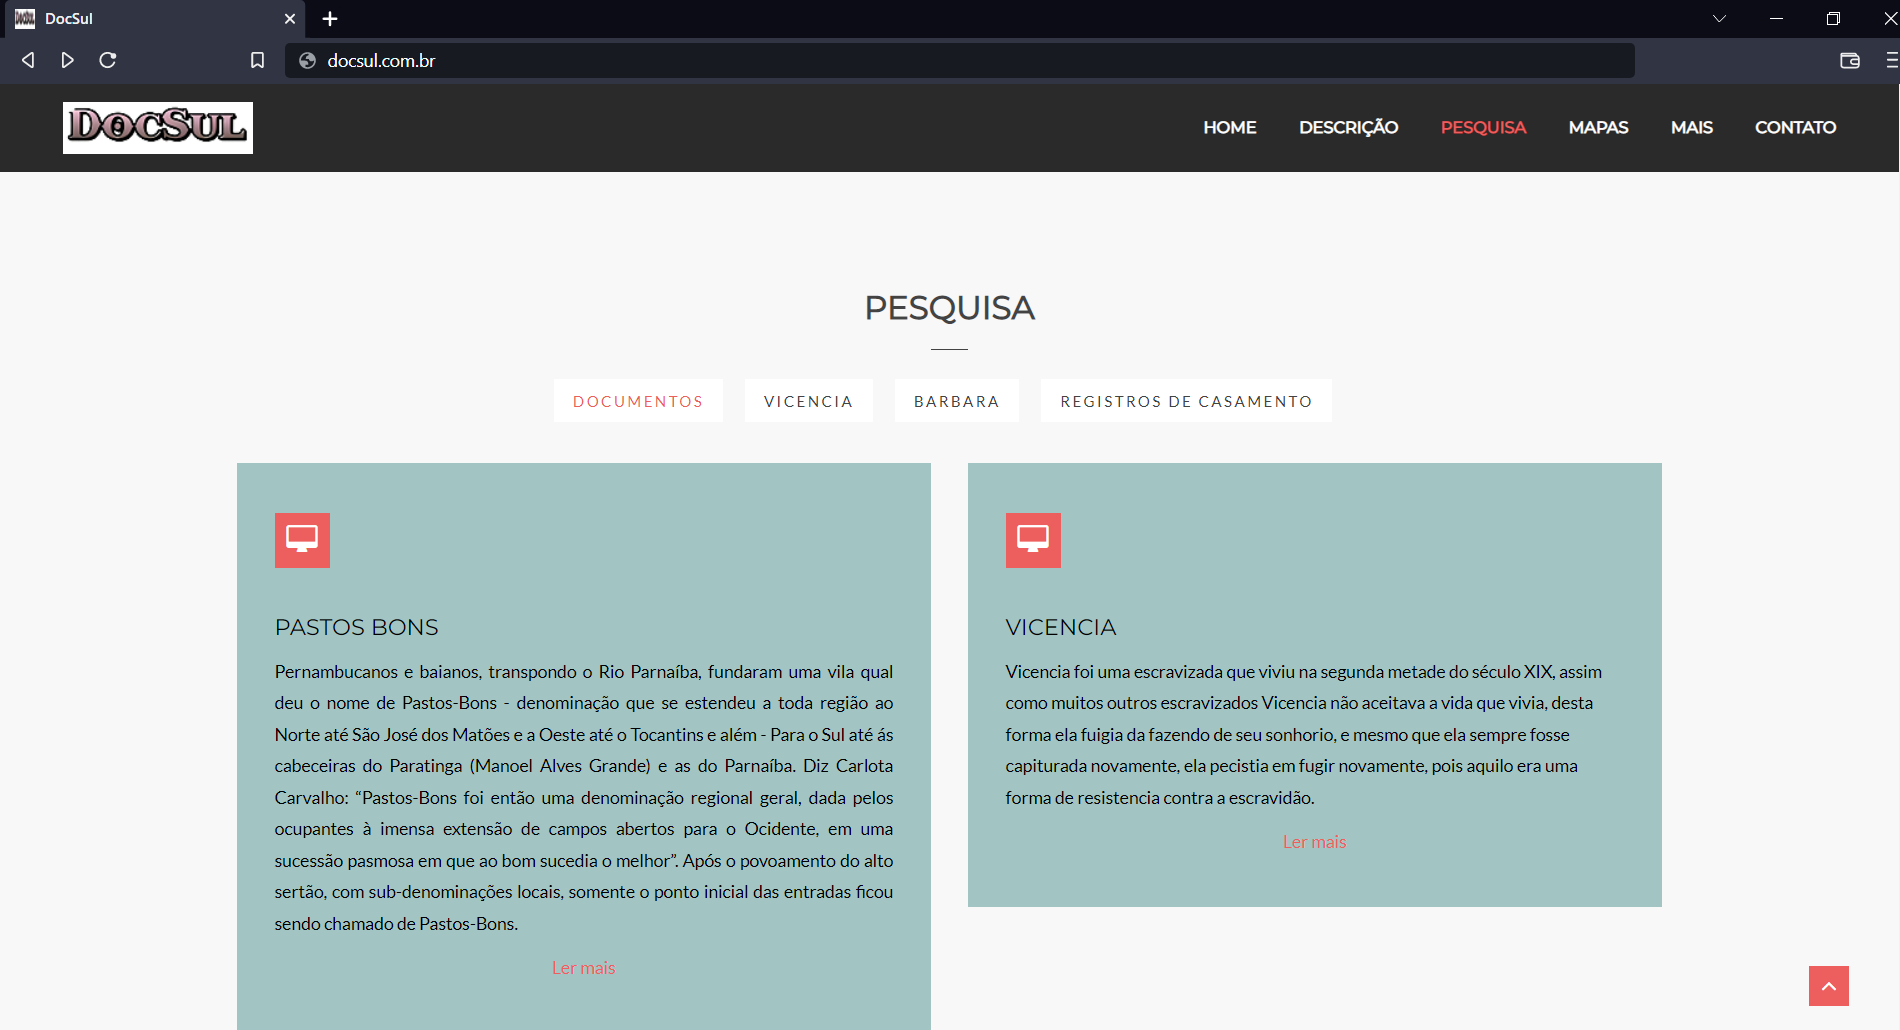 DocSul
docsul.com.br
DocSul
HOME DESCRIÇÃO PESQUISA MAPAS MAIS CONTATO
PESQUISA
DOCUMENTOS VICENCIA BARBARA REGISTROS DE CASAMENTO
PASTOS BONS
Pernambucanos e baianos, transpondo o Rio Parnaíba, fundaram uma vila qual
deu o nome de Pastos-Bons - denominação que se estendeu a toda região ao
Norte até São José dos Matões e a Oeste até o Tocantins e além - Para o Sul até ás
cabeceiras do Paratinga (Manoel Alves Grande) e as do Parnaíba. Diz Carlota
Carvalho: “Pastos-Bons foi então uma denominação regional geral, dada pelos
ocupantes à imensa extensão de campos abertos para o Ocidente, em uma
sucessão pasmosa em que ao bom sucedia o melhor”. Após o povoamento do alto
sertão, com sub-denominações locais, somente o ponto inicial das entradas ficou
sendo chamado de Pastos-Bons.
Ler mais
VICENCIA
Vicencia foi uma escravizada que viviu na segunda metade do século XIX, assim
como muitos outros escravizados Vicencia não aceitava a vida que vivia, desta
forma ela fuigia da fazendo de seu sonhorio, e mesmo que ela sempre fosse
capiturada novamente, ela pecistia em fugir novamente, pois aquilo era uma
forma de resistencia contra a escravidão.
Ler mais